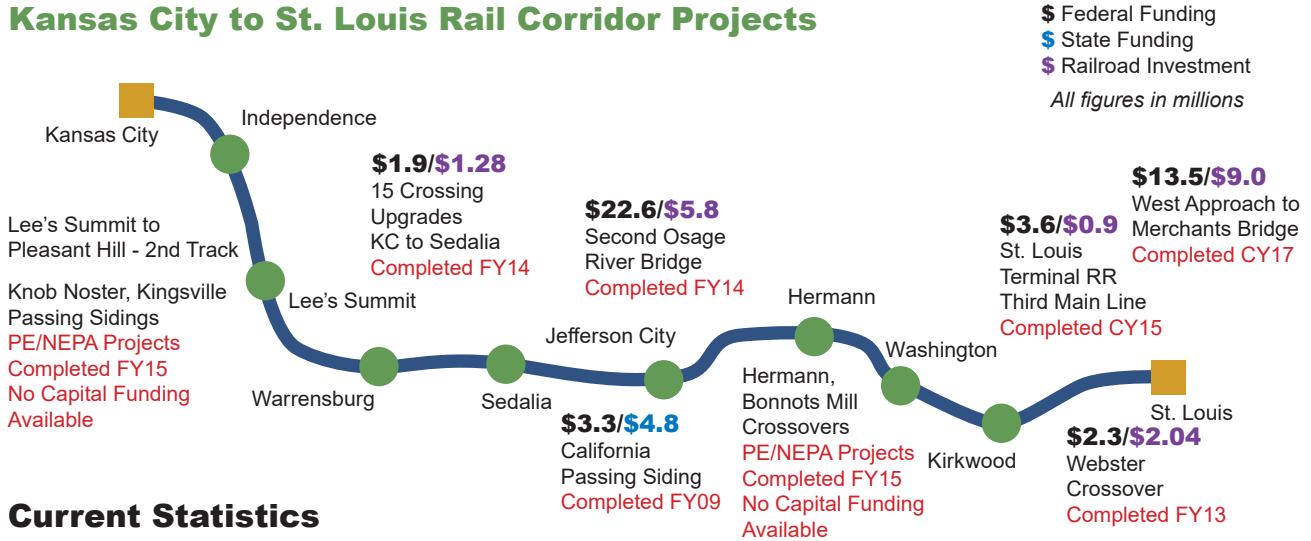 Kansas City to St. Louis Rail Corridor Projects
$ Federal Funding
$ State Funding
$ Railroad Investment
All figures in millions
Kansas City
Independence
$1.9/$1.28
15 Crossing
Upgrades
KC to Sedalia
Completed FY14
$22.6/$5.8
Second Osage
River Bridge
Completed FY14
$3.6/$0.9
St. Louis
Terminal RR
Third Main Line
Completed CY15
$13.5/$9.0
West Approach to
Merchants Bridge
Completed CY17
Lee's Summit to
Pleasant Hill - 2nd Track
Knob Noster, Kingsville
Passing Sidings
PE/NEPA Projects
Completed FY15
No Capital Funding
Available
Lee's Summit
Warrensburg
Sedalia
Jefferson City
$3.3/$4.8
California
Passing Siding
Completed FY09
Hermann
Hermann,
Bonnots Mill
Crossovers
PE/NEPA Projects
Completed FY15
No Capital Funding
Available
Washington
Kirkwood
St. Louis
$2.3/$2.04
Webster
Crossover
Completed FY13
Current Statistics